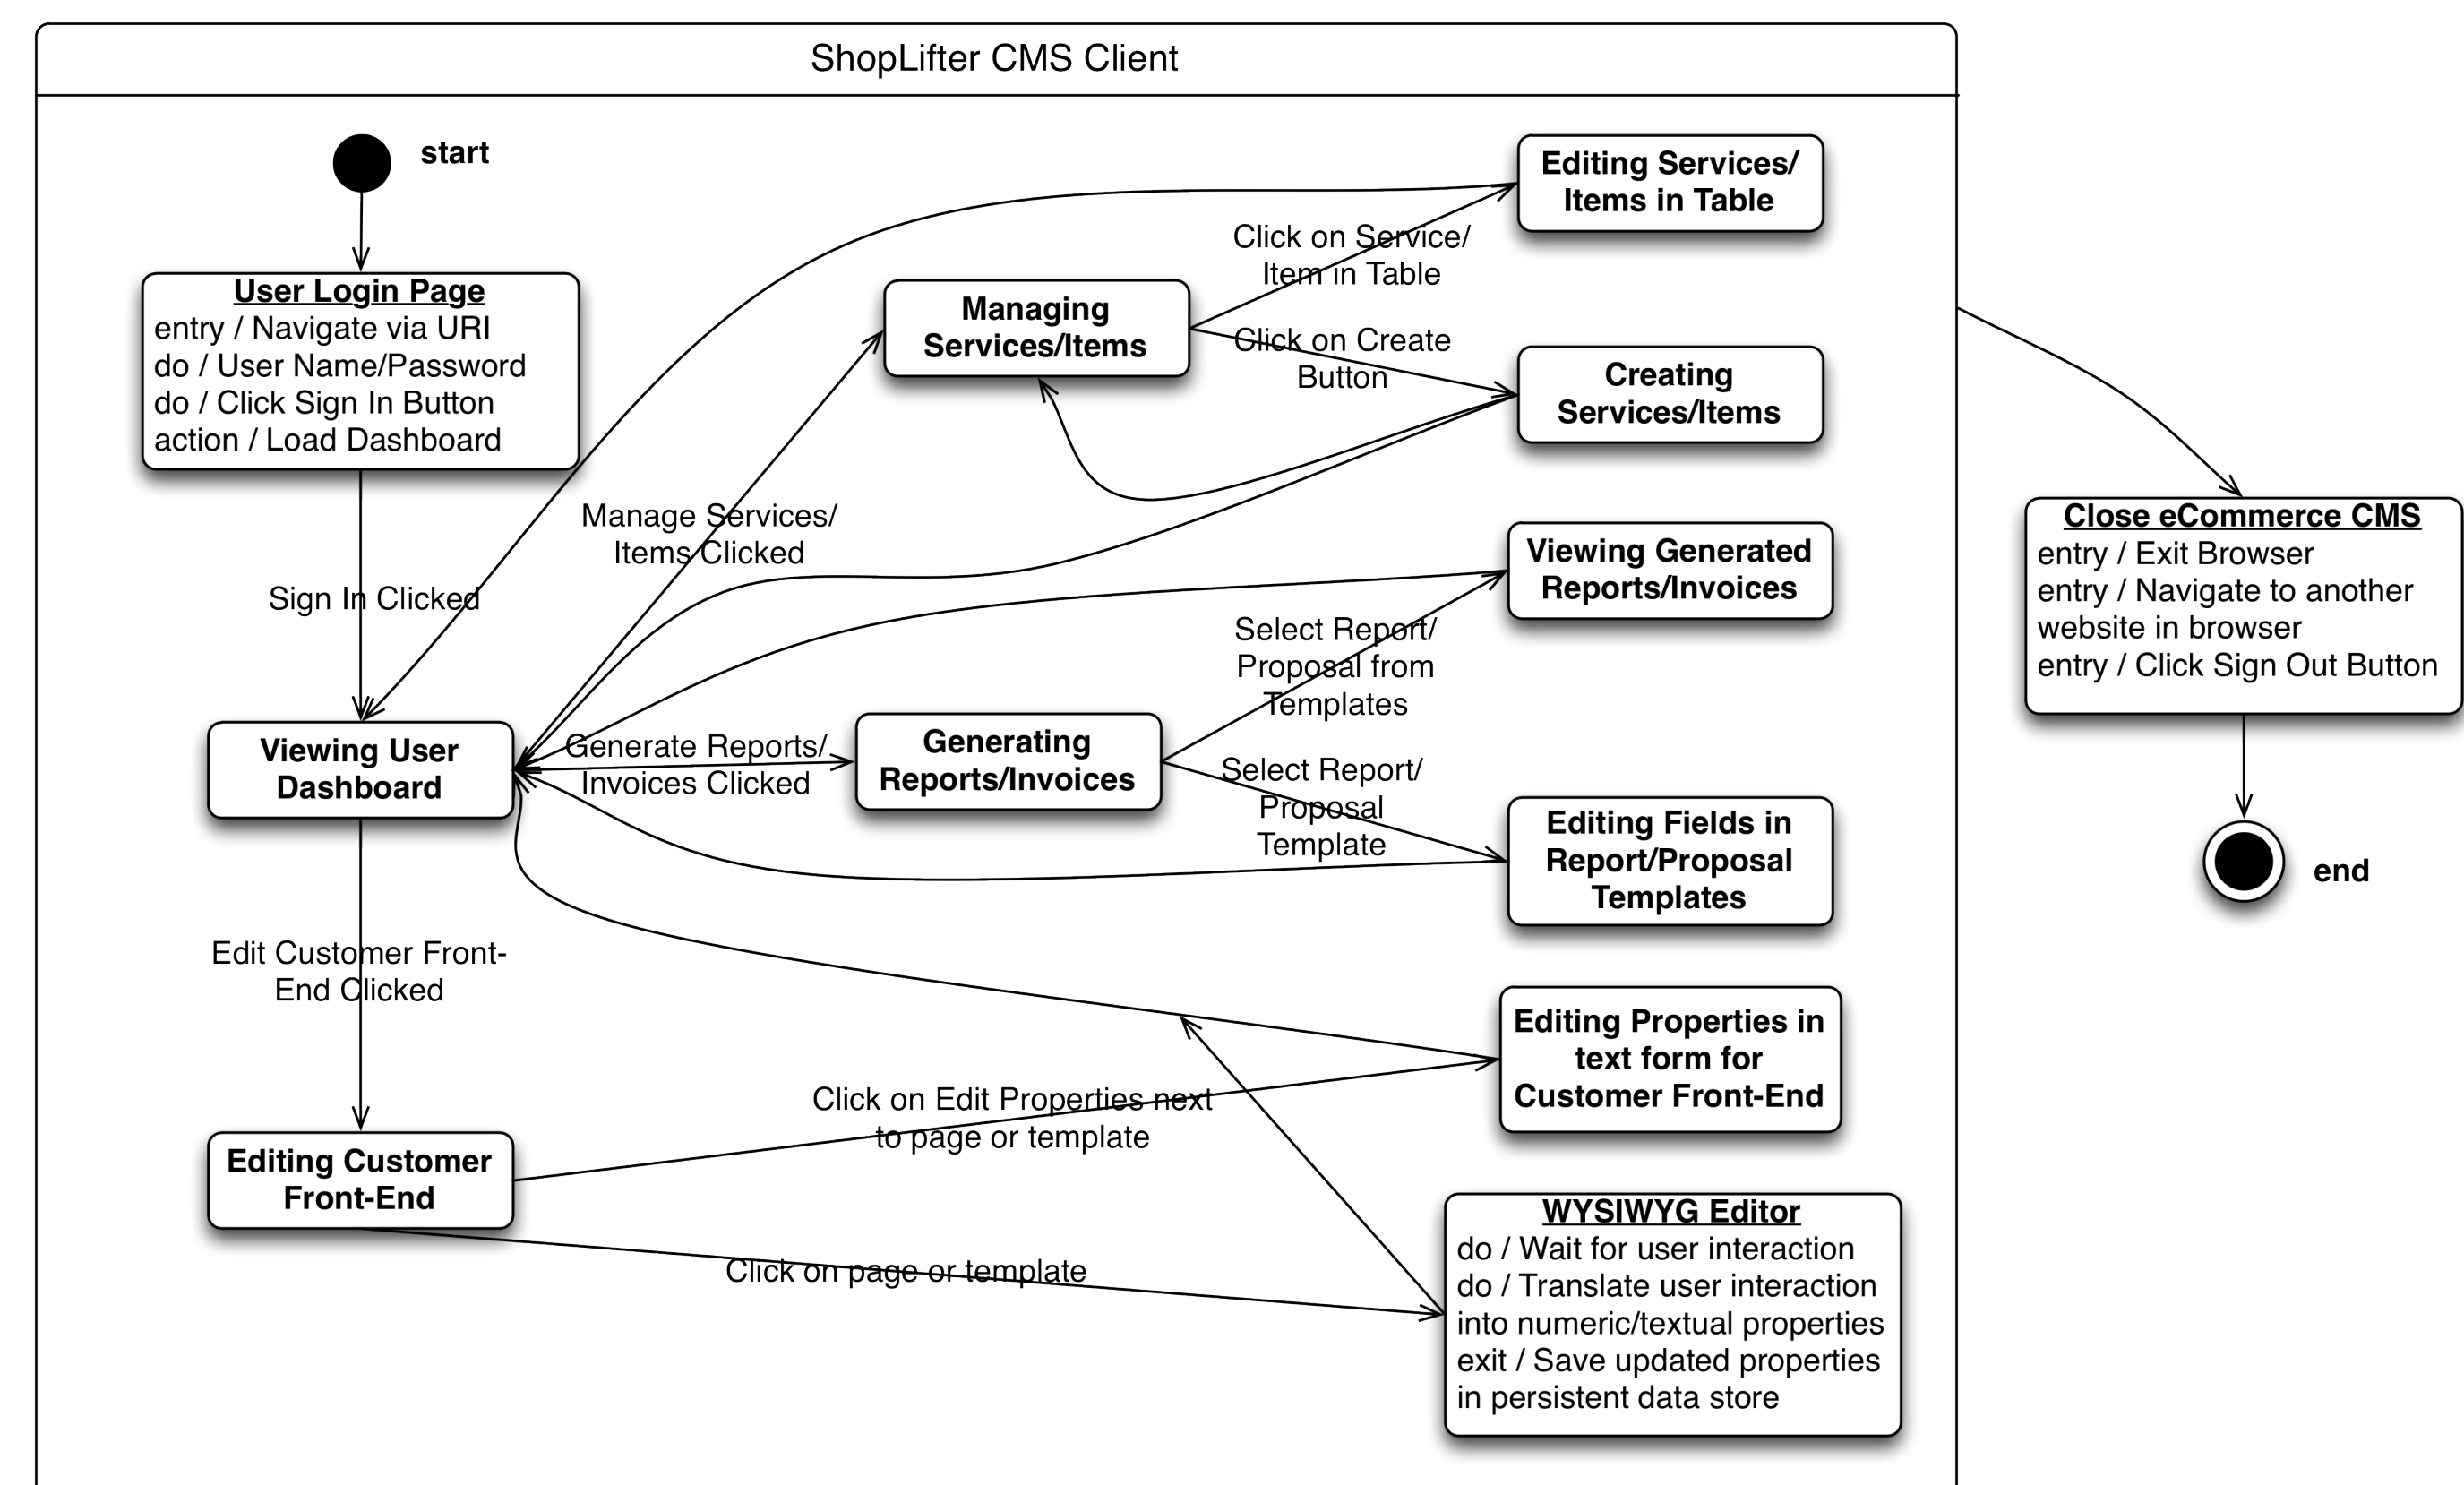 ShopLifter CMS Client
start
User Login Page
entry / Navigate via URI
do / User Name/Password
do / Click Sign In Button
action / Load Dashboard
Sign In Clicked
Viewing User
Dashboard
Edit Customer Front-
End Clicked
Editing Customer
Front-End
Manage Services/
Items Clicked
Managing
Services/Items
Click on Service/
Item in Table
Click on Create
Button
Editing Services/
Items in Table
Creating
Services/Items
Generate Reports/
Invoices Clicked
Generating
Reports/Invoices
Select Report/
Proposal from
Templates
Select Report/
Proposal
Template
Viewing Generated
Reports/Invoices
Editing Fields in
Report/Proposal
Templates
Click on Edit Properties next
to page or template
Editing Properties in
text form for
Customer Front-End
Click on page or template
WYSIWYG Editor
do / Wait for user interaction
do / Translate user interaction
into numeric/textual properties
exit / Save updated properties
in persistent data store
Close eCommerce CMS
entry / Exit Browser
entry / Navigate to another
website in browser
entry / Click Sign Out Button
end